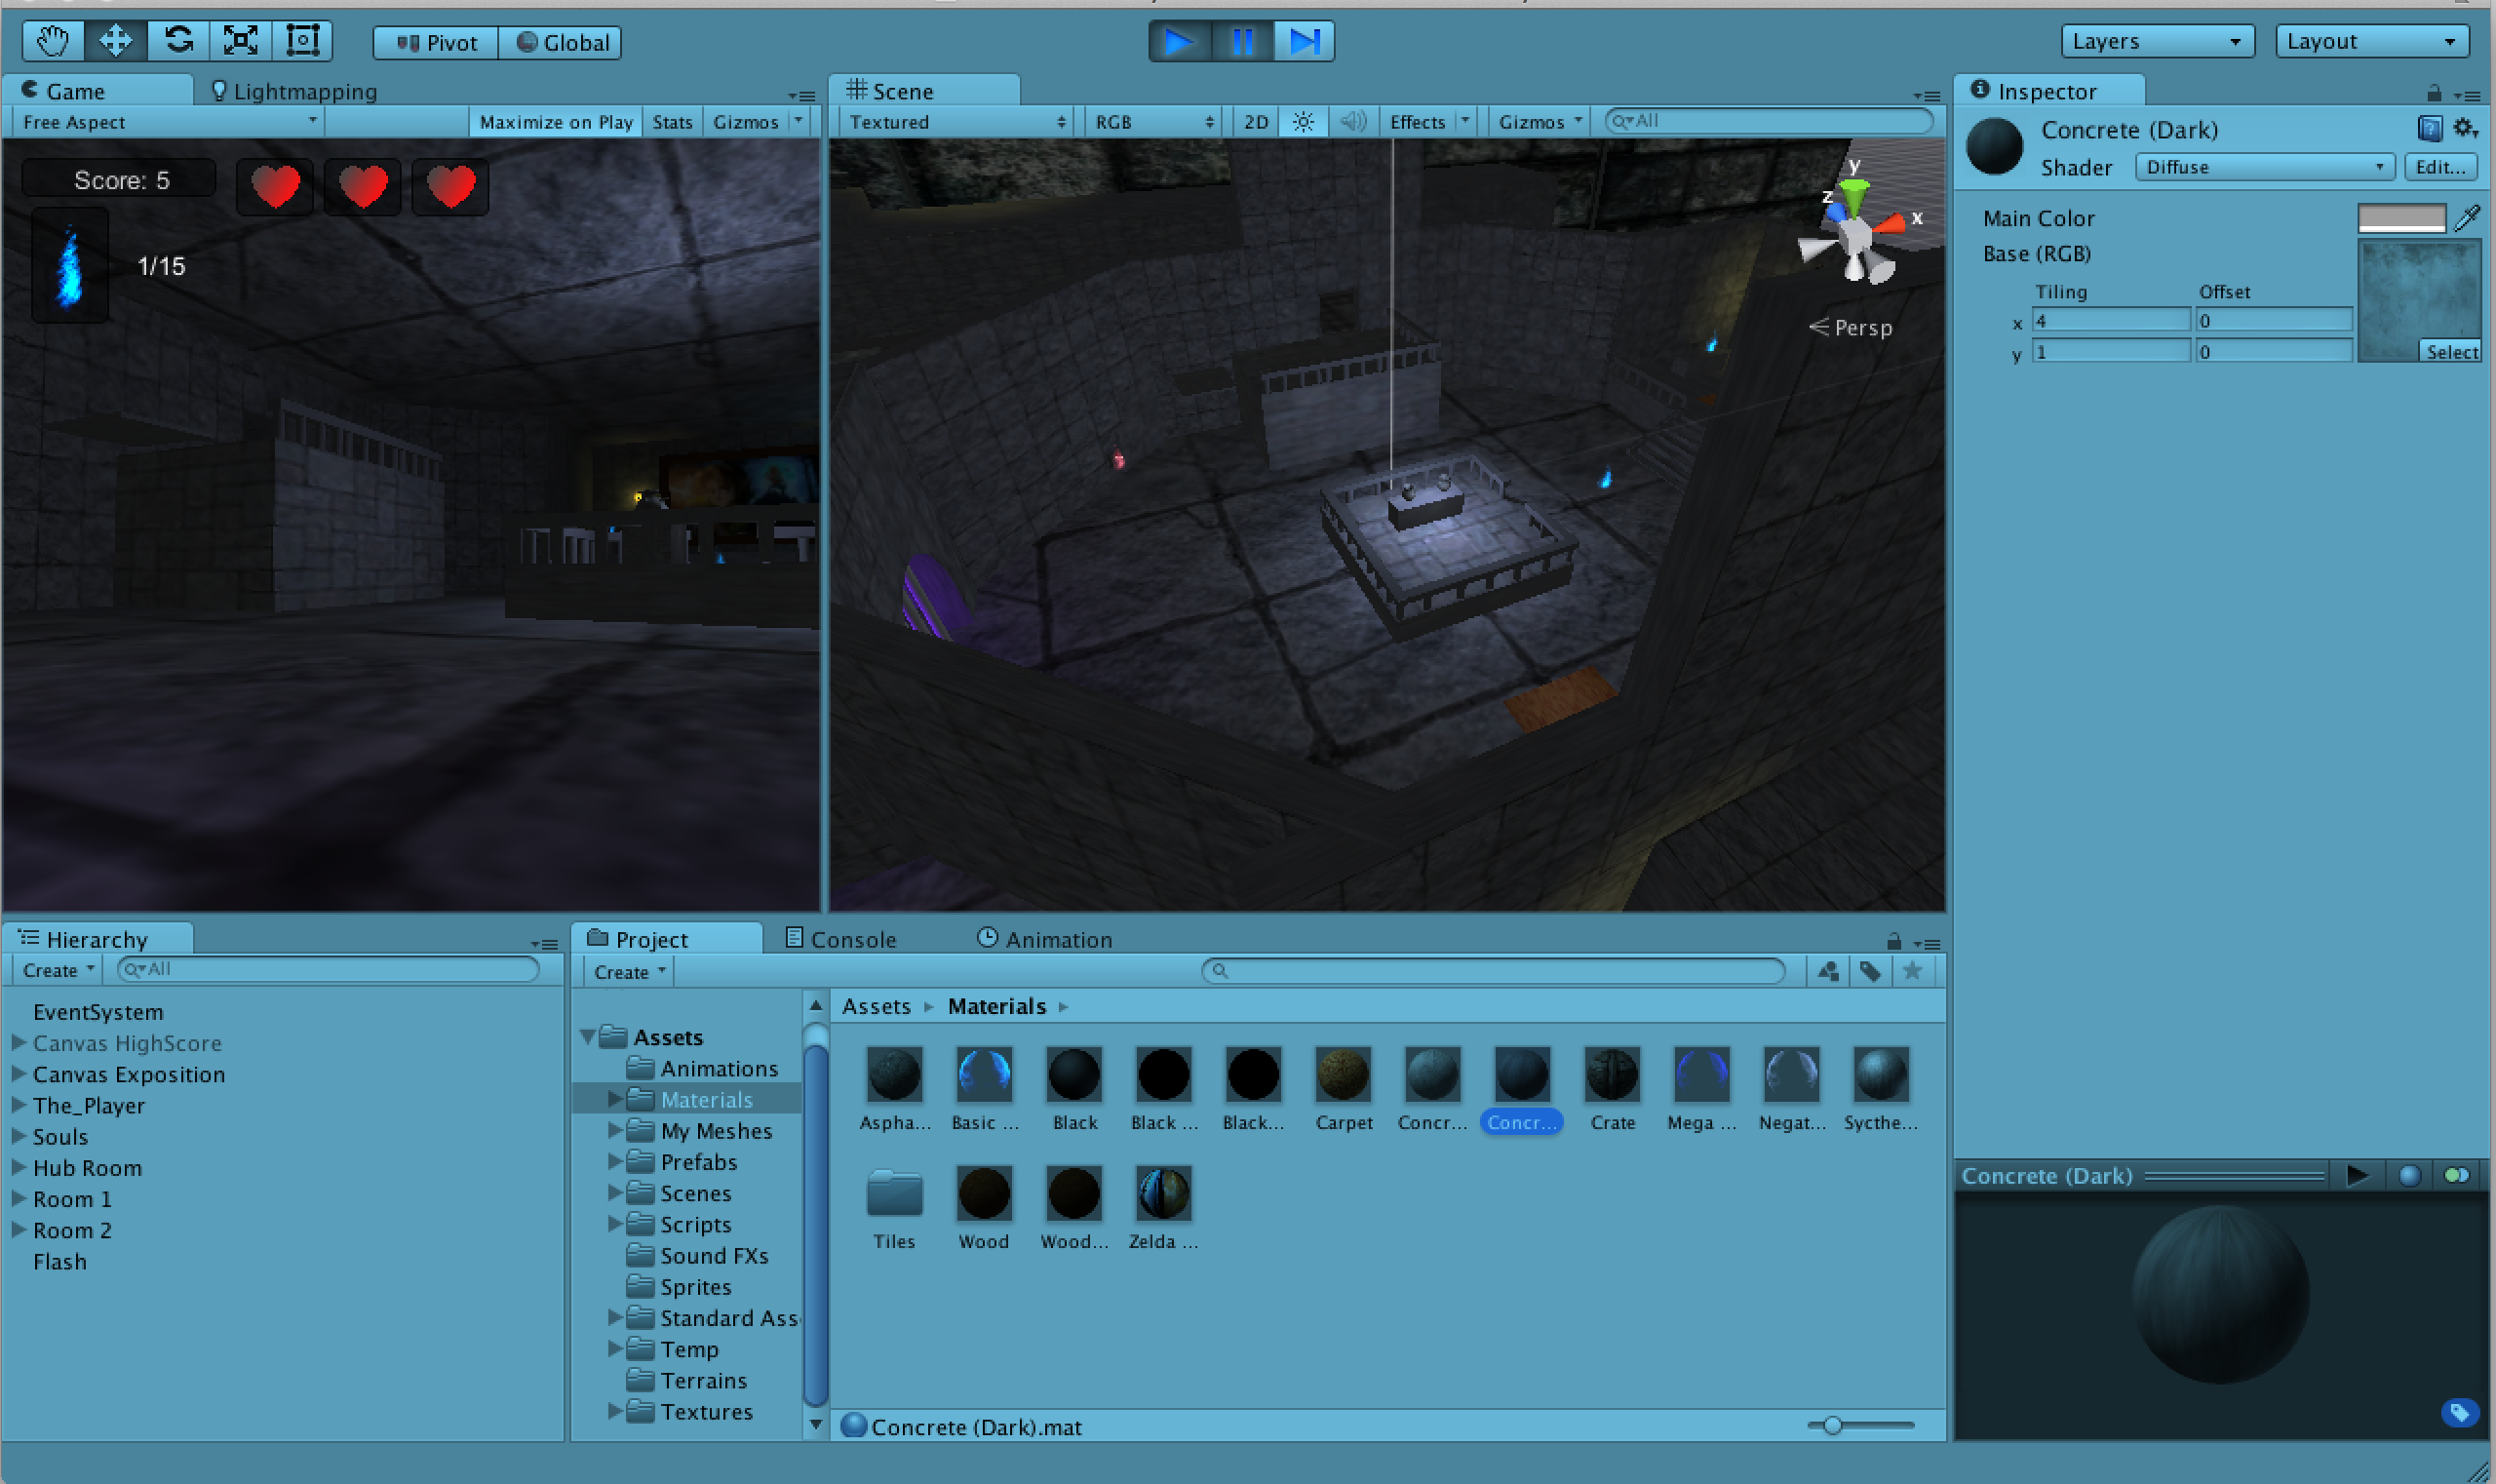 Pivot Global Layers Layout
Game Lightmapping Scene Inspector
Free Aspect Maximize on Play Stats Gizmos Textured RGB 2D Effects Gizmos All
Concrete (Dark)
Shader Diffuse Edit...
Score: 5
1/15
y
z
x
Persp
Main Color
Base (RGB)
Tiling Offset
x 4 0
y 1 0
Select
Hierarchy
Create All
EventSystem
Canvas HighScore
Canvas Exposition
The_Player
Souls
Hub Room
Room 1
Room 2
Flash
Project Console Animation
Create
Assets
Animations
Materials
My Meshes
Prefabs
Scenes
Scripts
Sound FXs
Sprites
Standard Ass
Temp
Terrains
Textures
Assets Materials
Aspha... Basic ... Black Black ... Black... Carpet Concr... Concr... Crate Mega ... Negat... Sycthe...
Tiles Wood Wood... Zelda ...
Concrete (Dark).mat
Concrete (Dark)